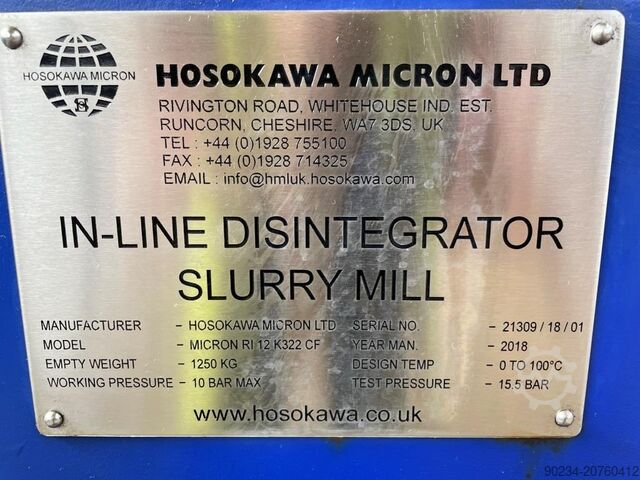 HOSOKAWA MICRON
HOSOKAWA MICRON LTD
RIVINGTON ROAD, WHITEHOUSE IND. EST.
RUNCORN, CHESHIRE, WA7 3DS, UK
TEL : +44 (0)1928 755100
FAX : +44 (0)1928 714325
EMAIL : info@hmluk.hosokawa.com
IN-LINE DISINTEGRATOR
SLURRY MILL
MANUFACTURER - HOSOKAWA MICRON LTD SERIAL NO. - 21309 / 18 / 01
MODEL - MICRON RI 12 K322 CF YEAR MAN. - 2018
EMPTY WEIGHT - 1250 KG DESIGN TEMP - 0 TO 100°C
WORKING PRESSURE - 10 BAR MAX TEST PRESSURE - 15.5 BAR
www.hosokawa.co.uk
90234-20760412